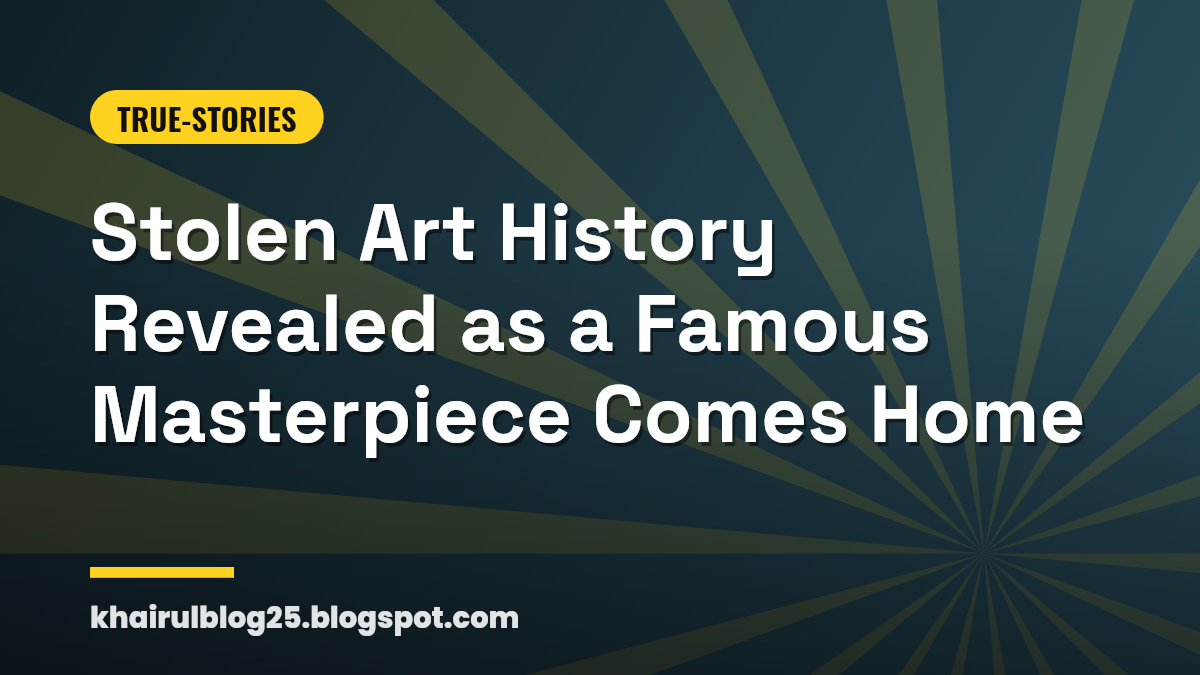 TRUE-STORIES
Stolen Art History
Revealed as a Famous
Masterpiece Comes Home
khairulblog25.blogspot.com